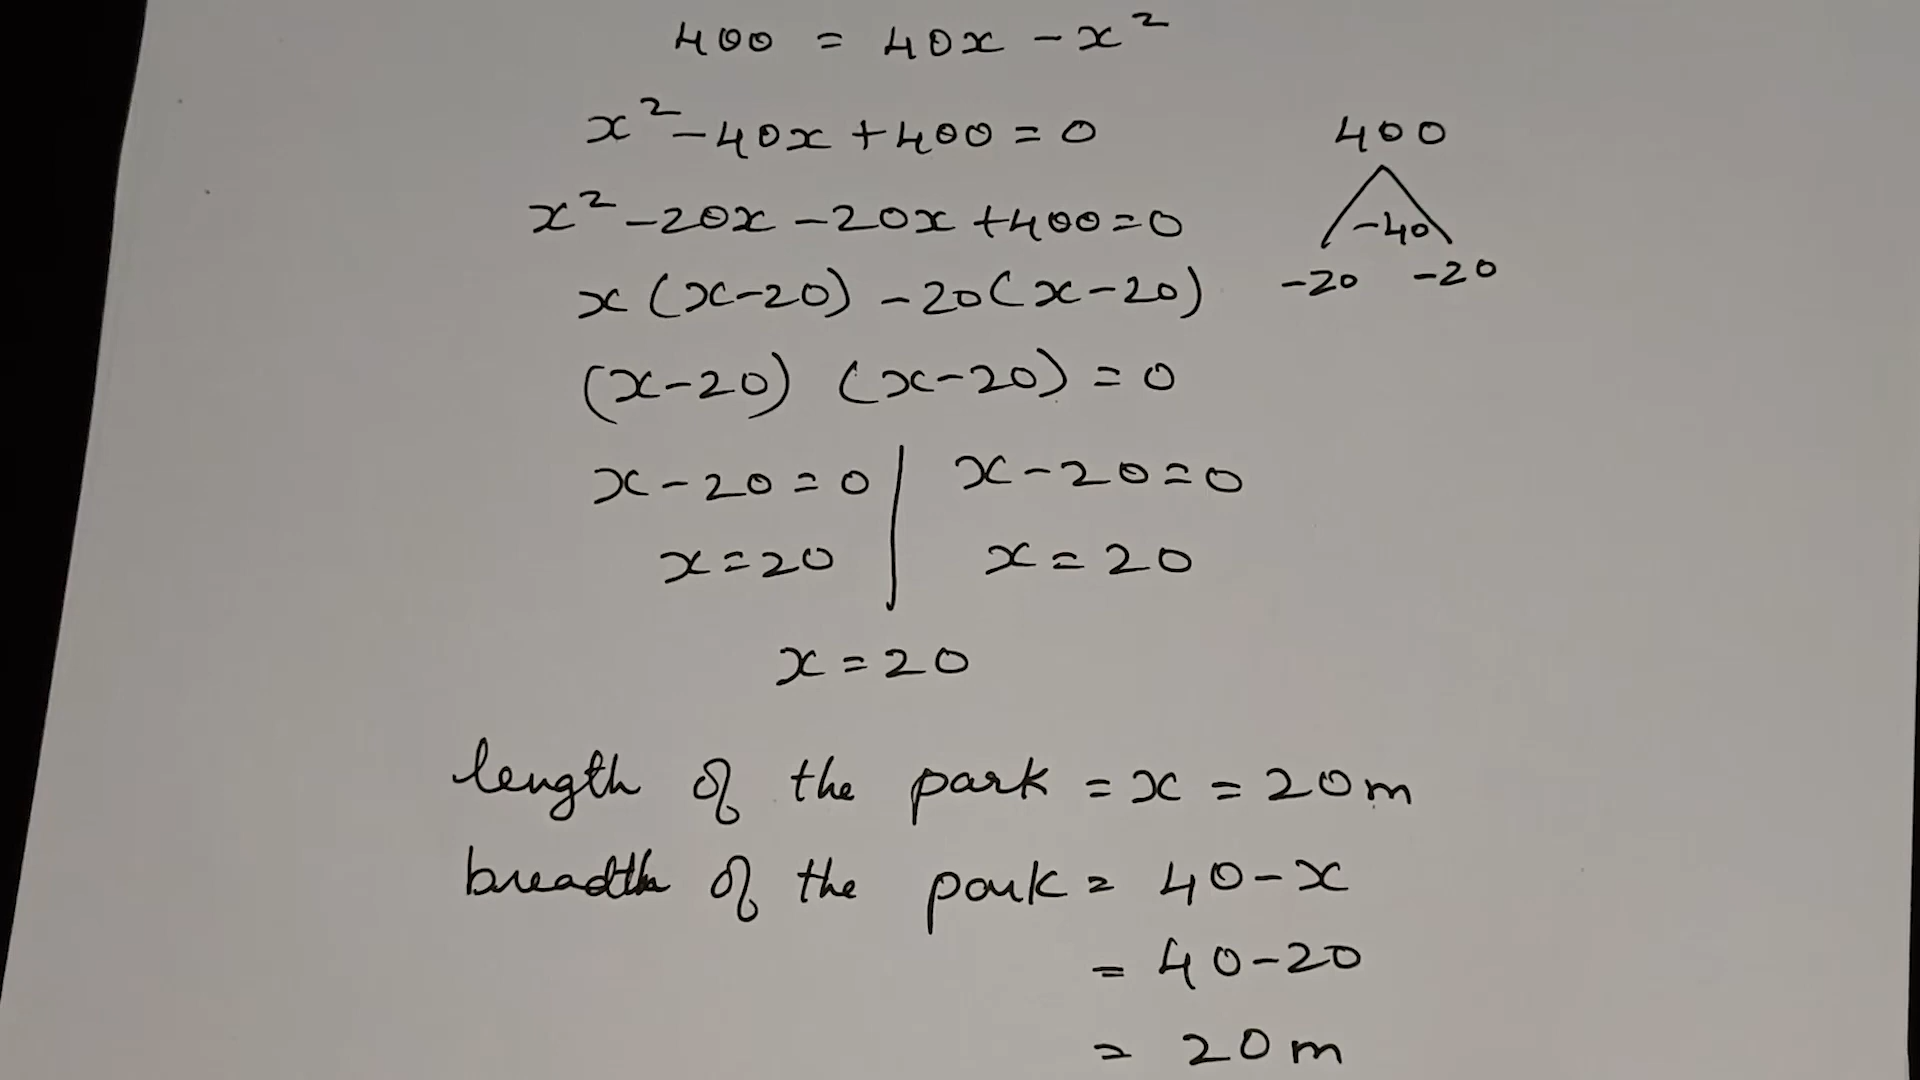 400 = 40x - x²
x² - 40x + 400 = 0
400
x² - 20x - 20x + 400 = 0
-40
-20 -20
x (x-20) - 20(x-20)
(x-20) (x-20) = 0
x - 20 = 0 | x - 20 = 0
x = 20 | x = 20
x = 20
length of the park = x = 20m
breadth of the park = 40 - x
= 40 - 20
= 20 m